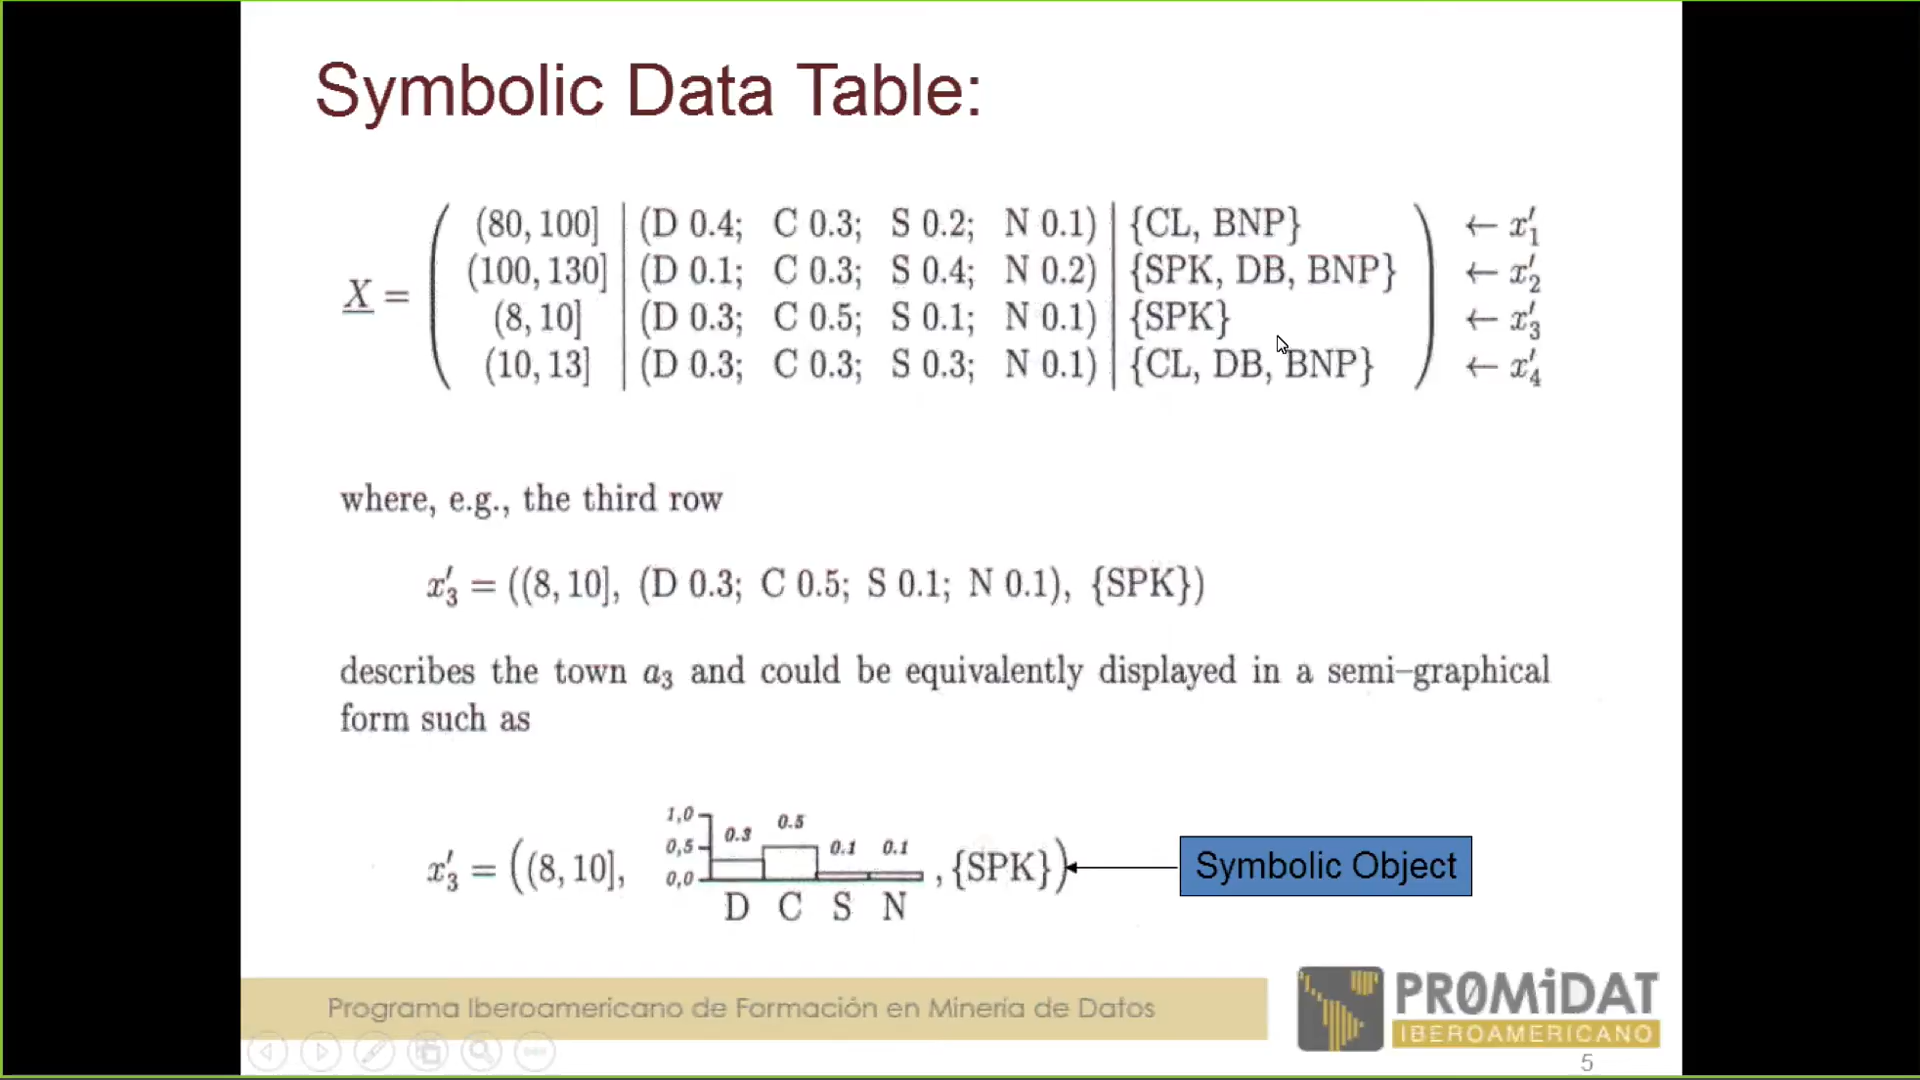 Symbolic Data Table:
X = ( (80, 100] | (D 0.4; C 0.3; S 0.2; N 0.1) | {CL, BNP} ) ← x′₁
(100, 130] | (D 0.1; C 0.3; S 0.4; N 0.2) | {SPK, DB, BNP} ← x′₂
(8, 10] | (D 0.3; C 0.5; S 0.1; N 0.1) | {SPK} ← x′₃
(10, 13] | (D 0.3; C 0.3; S 0.3; N 0.1) | {CL, DB, BNP} ← x′₄
where, e.g., the third row
x′₃ = ((8, 10], (D 0.3; C 0.5; S 0.1; N 0.1), {SPK})
describes the town a₃ and could be equivalently displayed in a semi–graphical
form such as
1,0
0,5
0,0
0.3 0.5 0.1 0.1
x′₃ = ((8, 10], , {SPK})
D C S N
Symbolic Object
Programa Iberoamericano de Formación en Minería de Datos
PR0MiDAT
IBEROAMERICANO
5